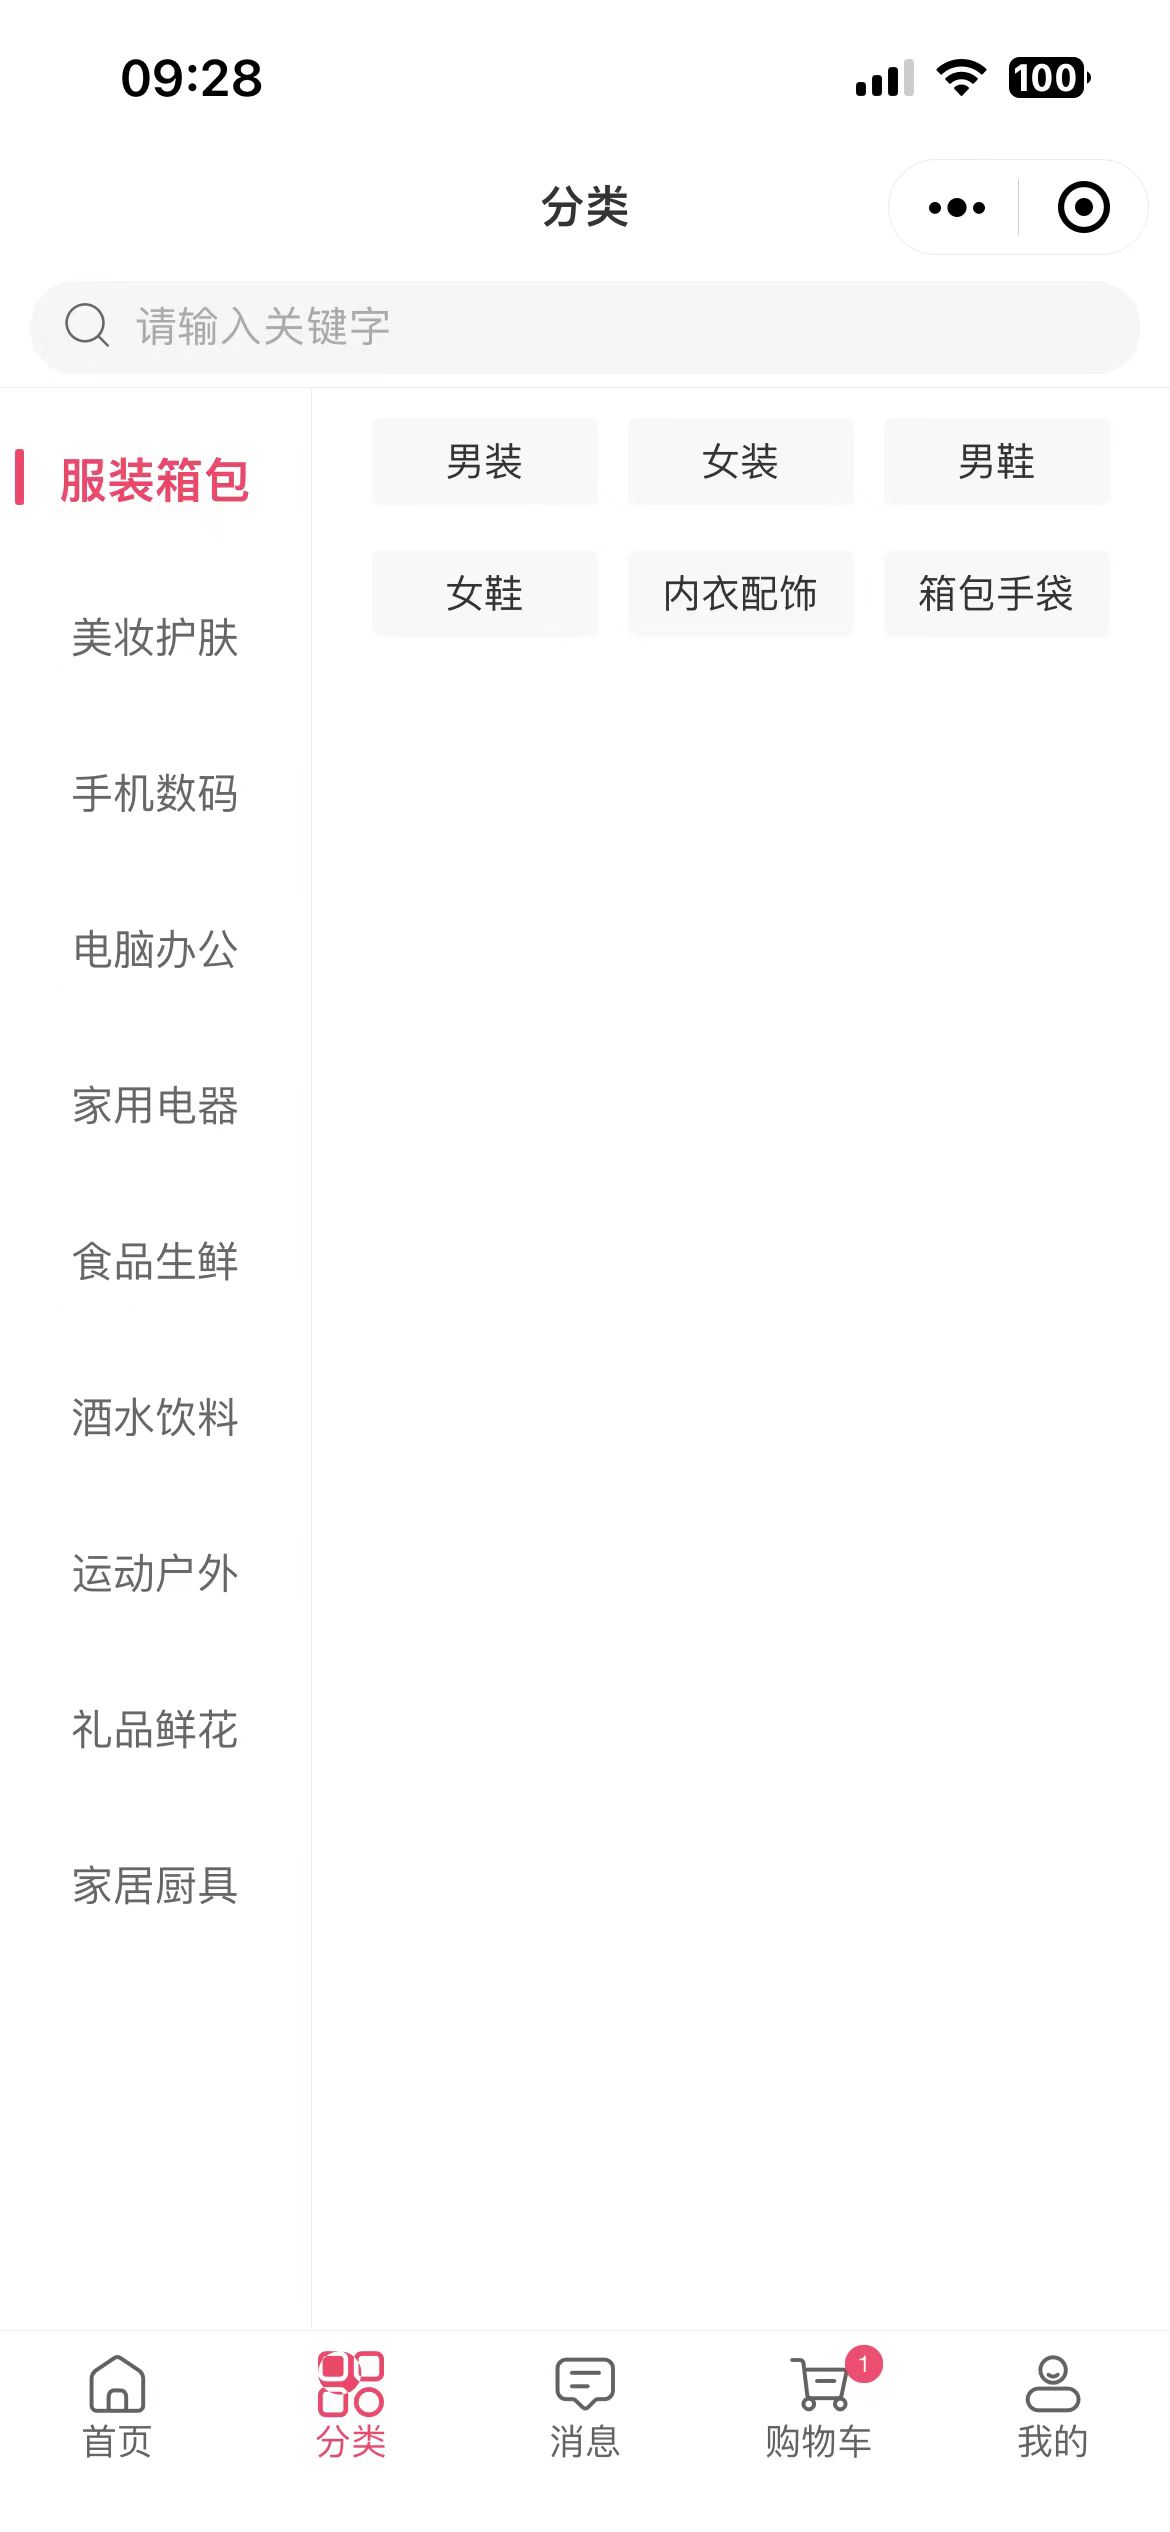 09:28
100
分类
请输入关键字
服装箱包
美妆护肤
手机数码
电脑办公
家用电器
食品生鲜
酒水饮料
运动户外
礼品鲜花
家居厨具
男装 女装 男鞋
女鞋 内衣配饰 箱包手袋
1
首页 分类 消息 购物车 我的